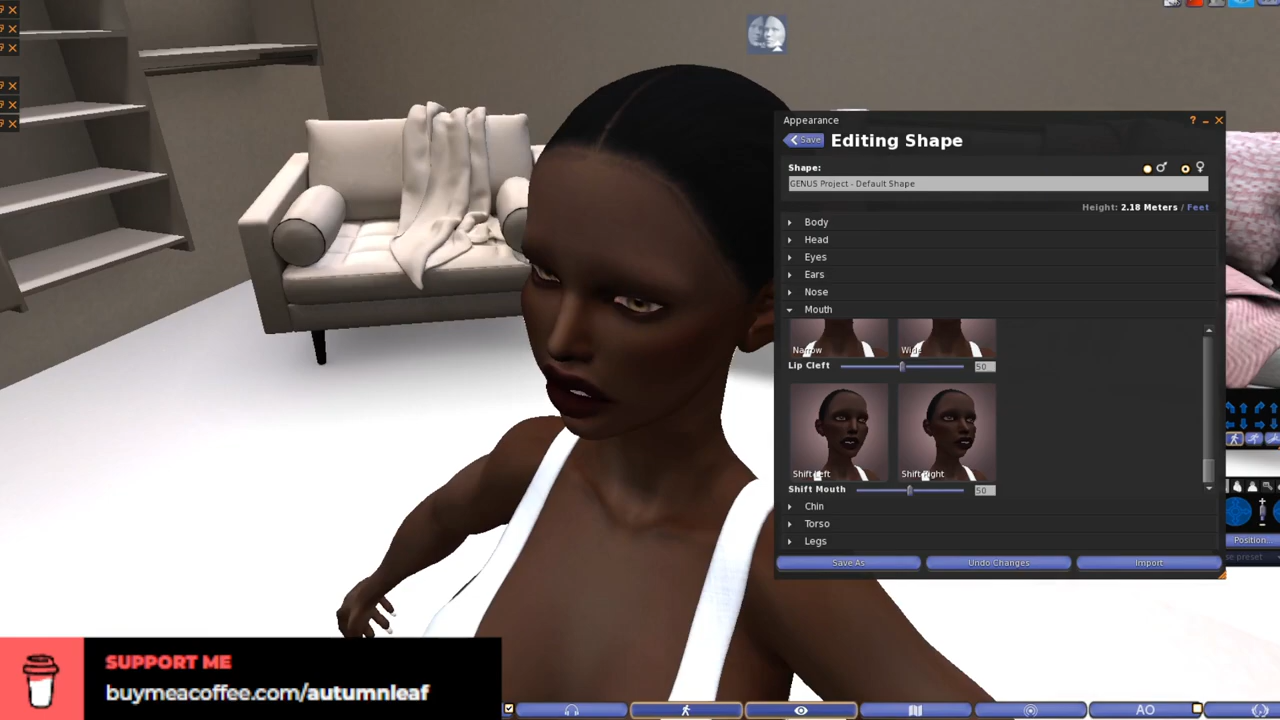 Appearance
? _ ×
Save
Editing Shape
Shape:
GENUS Project - Default Shape
Height: 2.18 Meters / Feet
Body
Head
Eyes
Ears
Nose
Mouth
Narrow
Wide
Lip Cleft
50
Shift Left
Shift Right
Shift Mouth
50
Chin
Torso
Legs
Save As
Undo Changes
Import
Position...
preset
SUPPORT ME
buymeacoffee.com/autumnleaf
AO